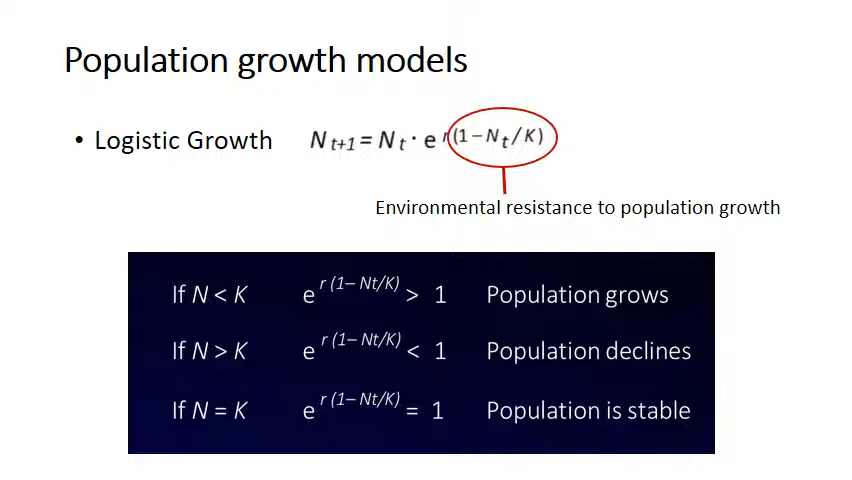 Population growth models
• Logistic Growth N t+1 = N t · e r(1–N t/K)
Environmental resistance to population growth
If N < K e r (1– Nt/K) > 1 Population grows
If N > K e r (1– Nt/K) < 1 Population declines
If N = K e r (1– Nt/K) = 1 Population is stable